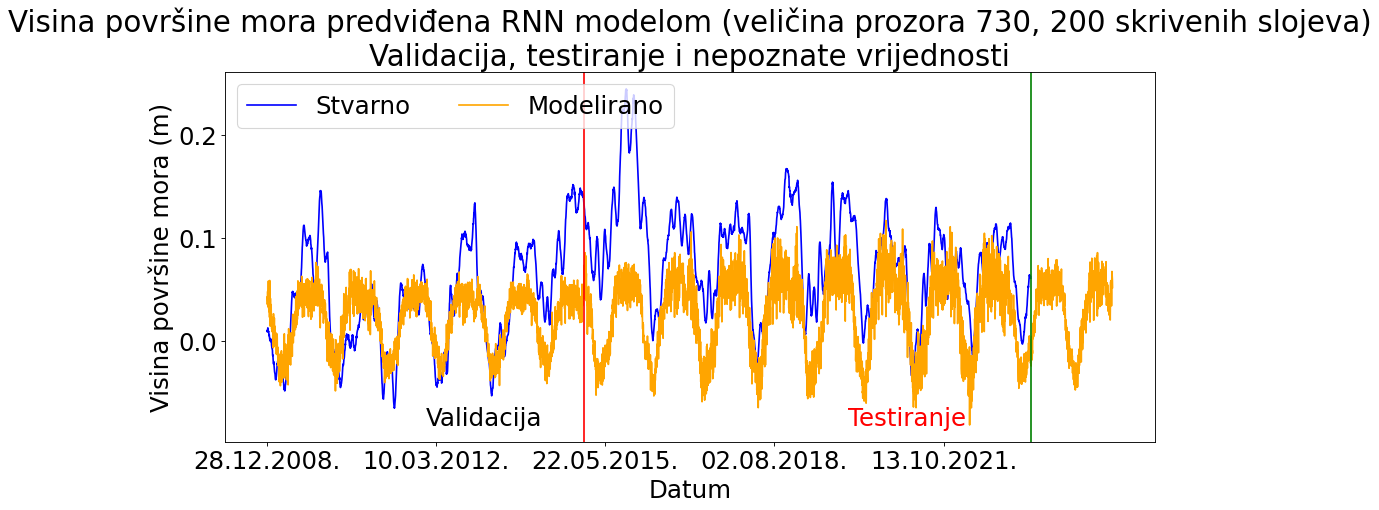 Visina površine mora predviđena RNN modelom (veličina prozora 730, 200 skrivenih slojeva)
Validacija, testiranje i nepoznate vrijednosti
Stvarno
Modelirano
Visina površine mora (m)
0.2
0.1
0.0
Validacija
Testiranje
28.12.2008.
10.03.2012.
22.05.2015.
02.08.2018.
13.10.2021.
Datum